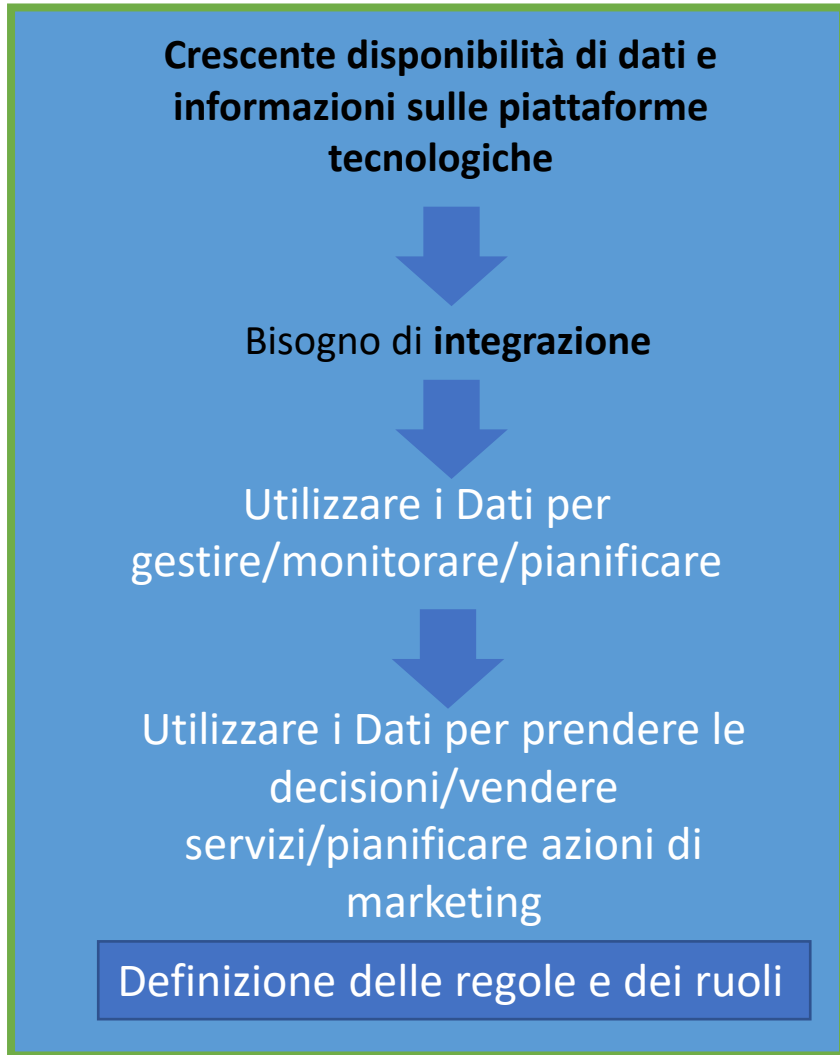 Crescente disponibilità di dati e
informazioni sulle piattaforme
tecnologiche
Bisogno di integrazione
Utilizzare i Dati per
gestire/monitorare/pianificare
Utilizzare i Dati per prendere le
decisioni/vendere
servizi/pianificare azioni di
marketing
Definizione delle regole e dei ruoli